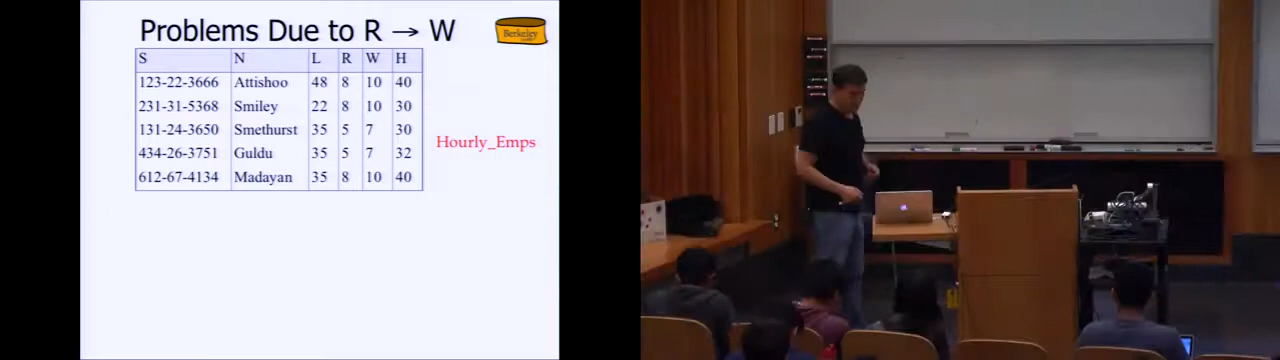 Problems Due to R → W
Berkeley
S N L R W H
123-22-3666 Attishoo 48 8 10 40
231-31-5368 Smiley 22 8 10 30
131-24-3650 Smethurst 35 5 7 30
434-26-3751 Guldu 35 5 7 32
612-67-4134 Madayan 35 8 10 40
Hourly_Emps